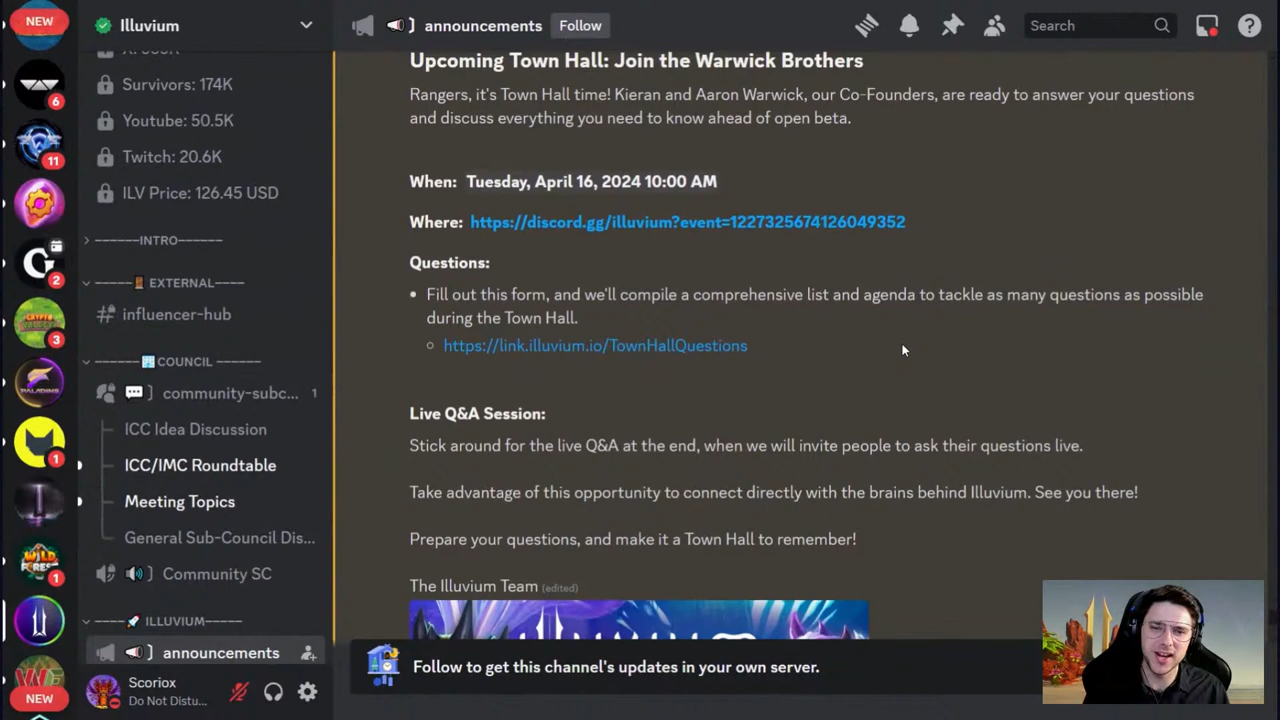 NEW
6
11
2
3
1
1
NEW
Illuvium
Survivors: 174K
Youtube: 50.5K
Twitch: 20.6K
ILV Price: 126.45 USD
——————INTRO——————
—————EXTERNAL————
influencer-hub
—————COUNCIL ——————
community-subc... 1
ICC Idea Discussion
ICC/IMC Roundtable
Meeting Topics
General Sub-Council Dis...
Community SC
—————ILLUVIUM—————
announcements
Scoriox
Do Not Distu...
announcements
Follow
Search
Upcoming Town Hall: Join the Warwick Brothers
Rangers, it's Town Hall time! Kieran and Aaron Warwick, our Co-Founders, are ready to answer your questions
and discuss everything you need to know ahead of open beta.
When: Tuesday, April 16, 2024 10:00 AM
Where: https://discord.gg/illuvium?event=1227325674126049352
Questions:
• Fill out this form, and we'll compile a comprehensive list and agenda to tackle as many questions as possible
during the Town Hall.
○ https://link.illuvium.io/TownHallQuestions
Live Q&A Session:
Stick around for the live Q&A at the end, when we will invite people to ask their questions live.
Take advantage of this opportunity to connect directly with the brains behind Illuvium. See you there!
Prepare your questions, and make it a Town Hall to remember!
The Illuvium Team (edited)
Follow to get this channel's updates in your own server.